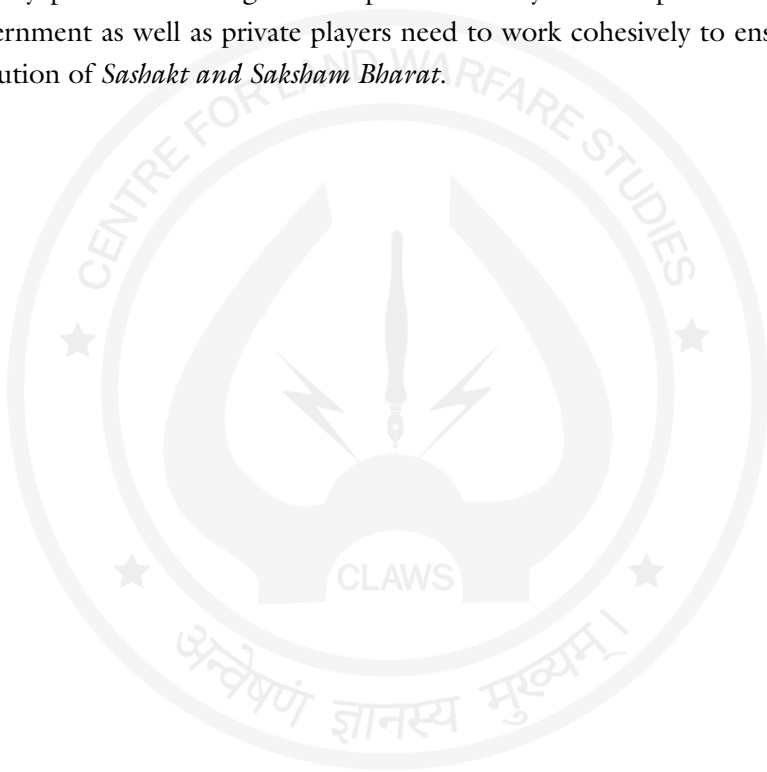 ernment as well as private players need to work cohesively to ens
ution of Sashakt and Saksham Bharat.
CENTRE FOR LAND WARFARE STUDIES
CLAWS
अन्वेषणं ज्ञानस्य मुख्यम्।